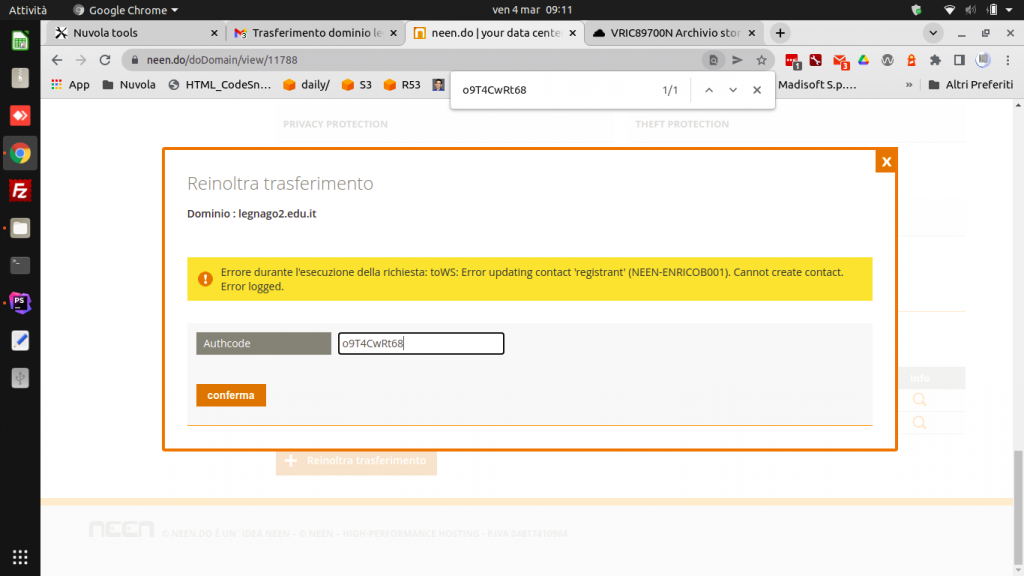 Attività
Google Chrome
ven 4 mar 09:11
Nuvola tools
Trasferimento dominio le
neen.do | your data cente
VRIC89700N Archivio stor
neen.do/doDomain/view/11788
1
3
App
Nuvola
HTML_CodeSn...
daily/
S3
R53
Madisoft S.p....
»
Altri Preferiti
o9T4CwRt68
1/1
PRIVACY PROTECTION
THEFT PROTECTION
x
Reinoltra trasferimento
Dominio : legnago2.edu.it
Errore durante l'esecuzione della richiesta: toWS: Error updating contact 'registrant' (NEEN-ENRICOB001). Cannot create contact.
Error logged.
Authcode
o9T4CwRt68
conferma
info
Reinoltra trasferimento
neen
© NEEN.DO È UN' IDEA NEEN - © NEEN – HIGH-PERFORMANCE HOSTING -